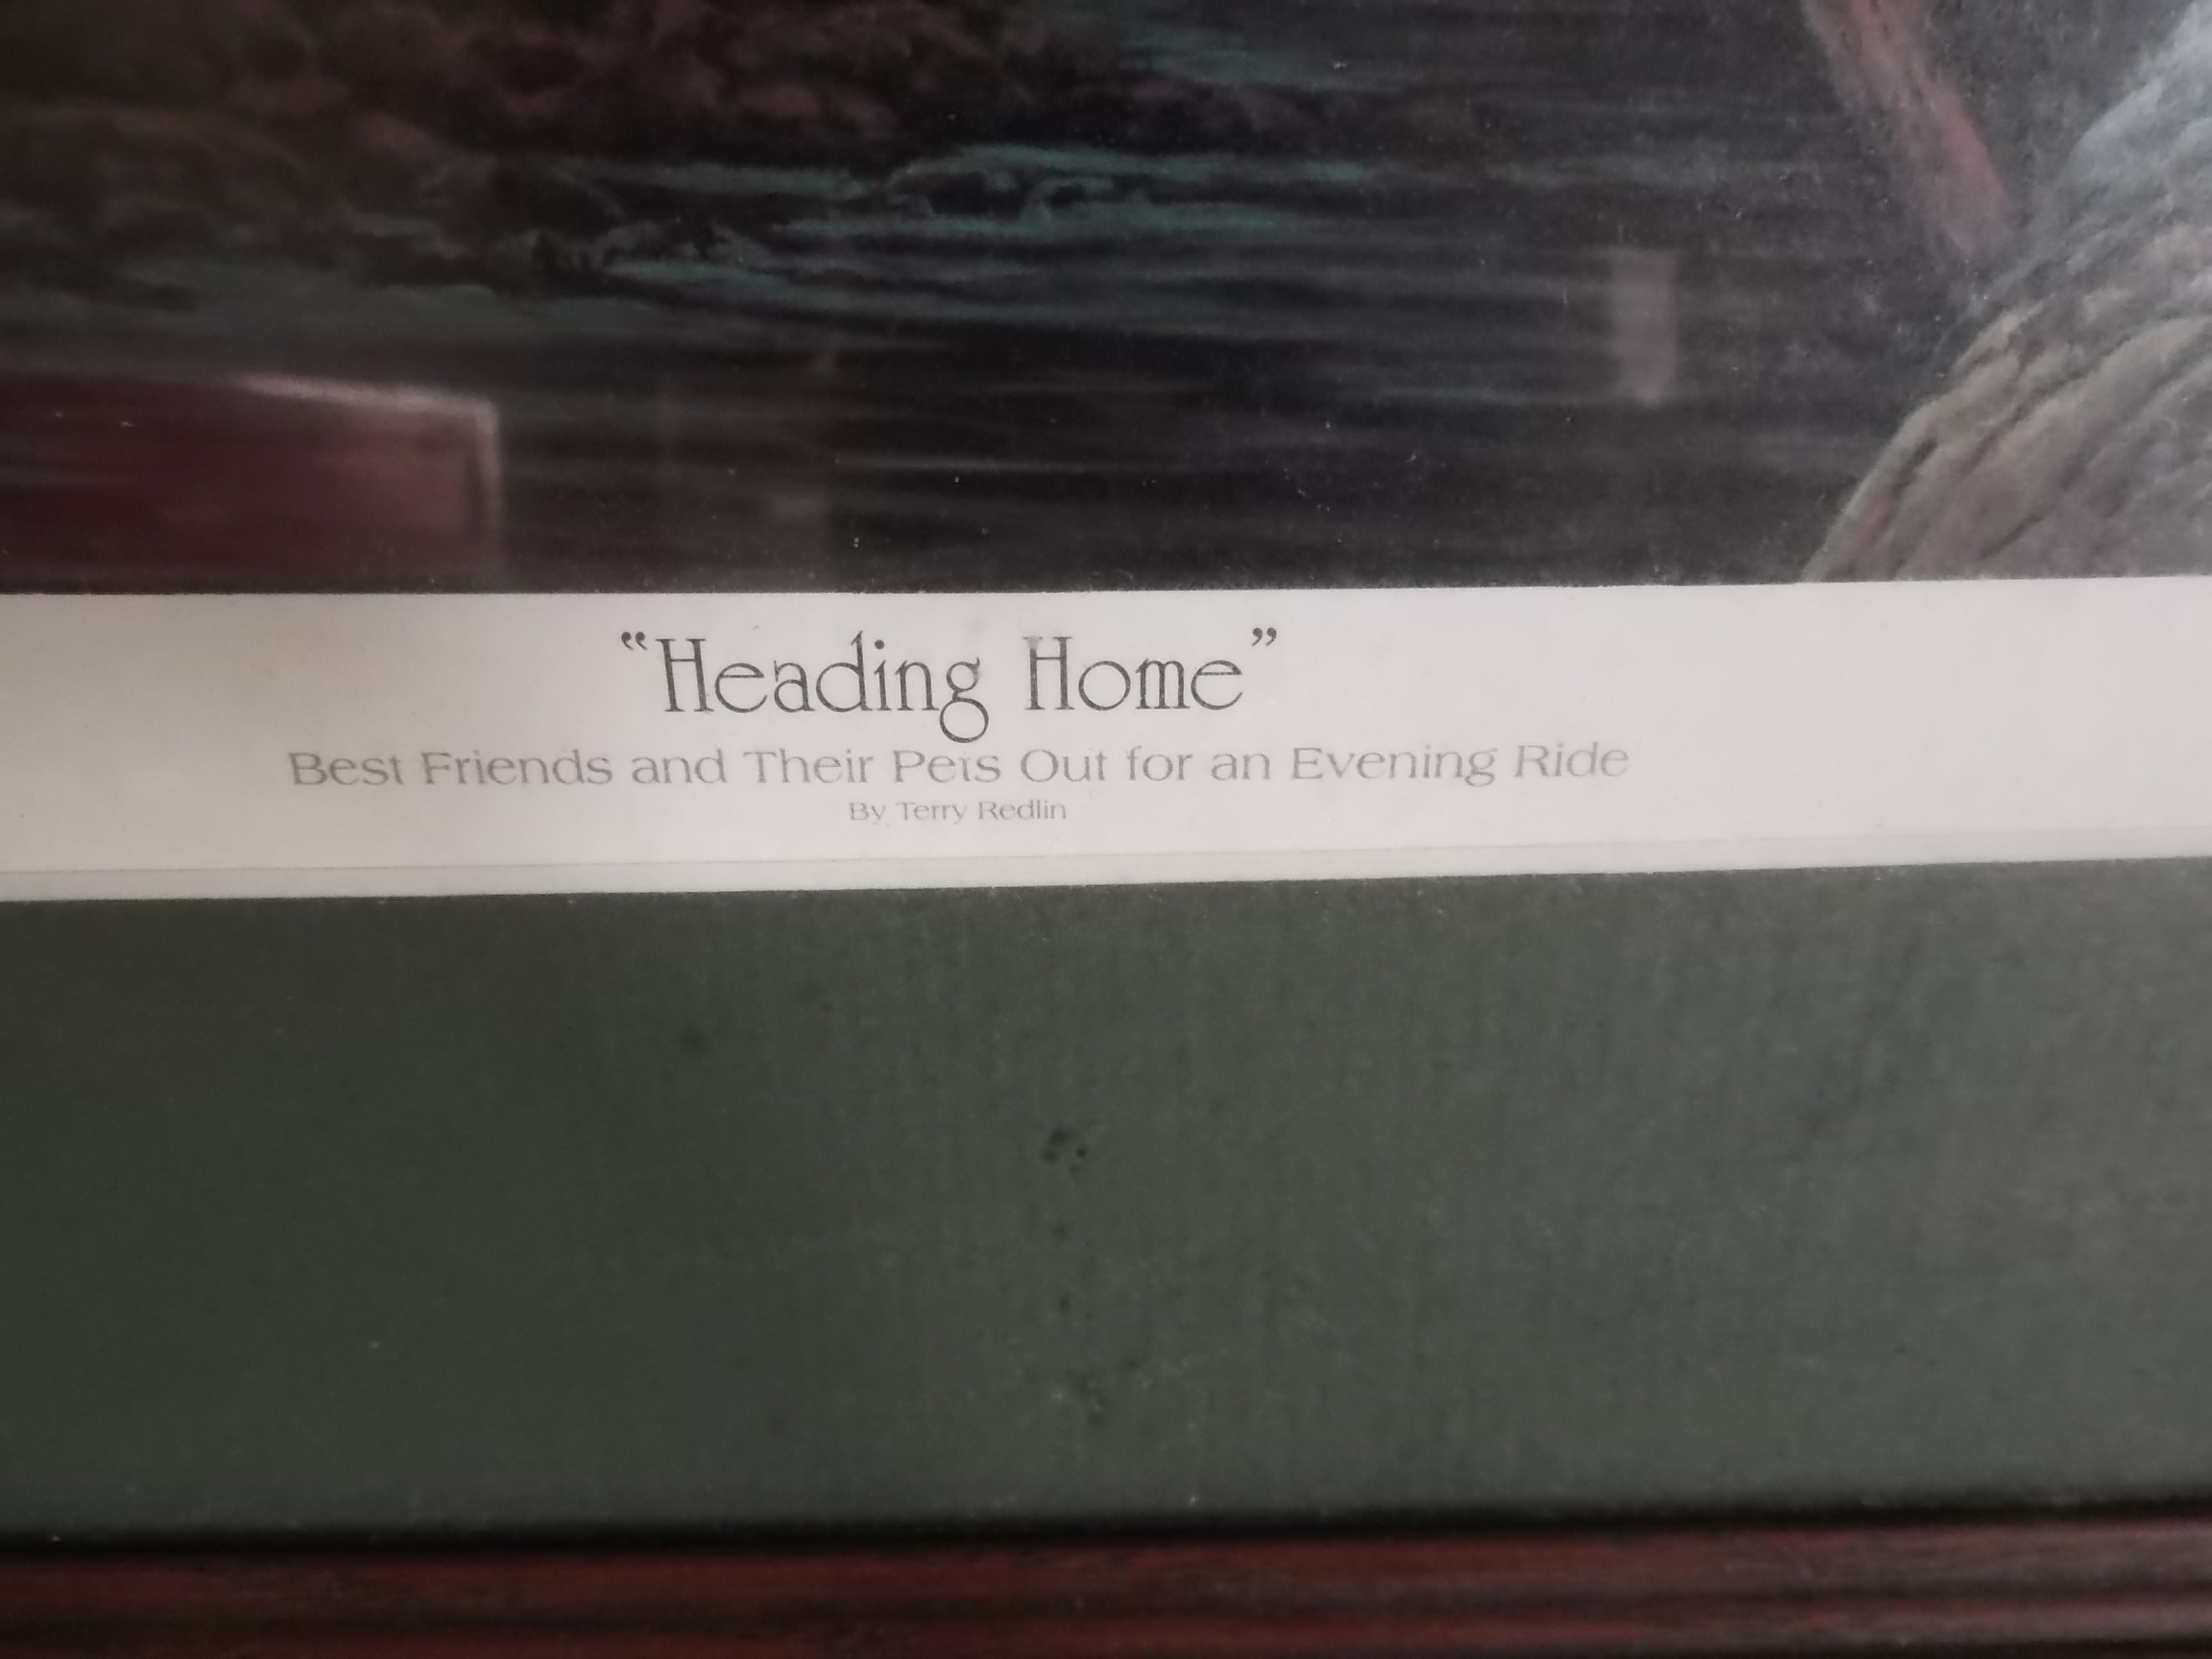 “Heading Home”
Best Friends and Their Pets Out for an Evening Ride
By Terry Redlin